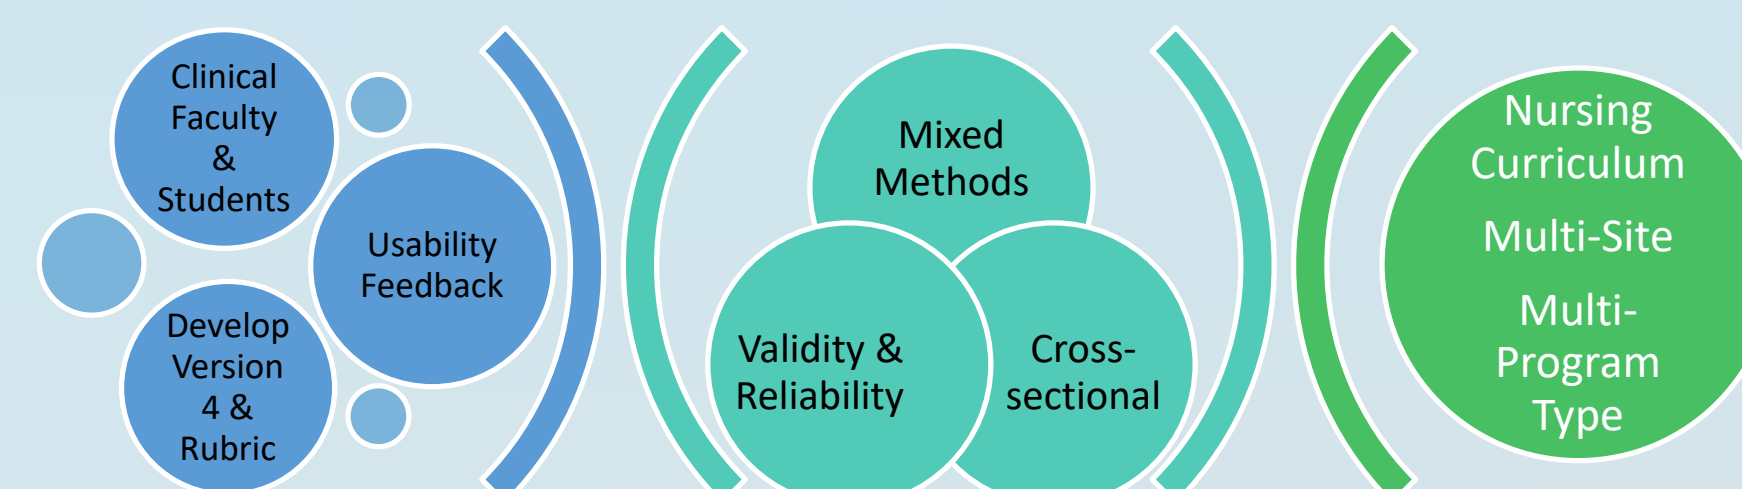 Clinical
Faculty
&
Students
Usability
Feedback
Develop
Version
4 &
Rubric
Mixed
Methods
Validity &
Reliability
Cross-
sectional
Nursing
Curriculum
Multi-Site
Multi-
Program
Type